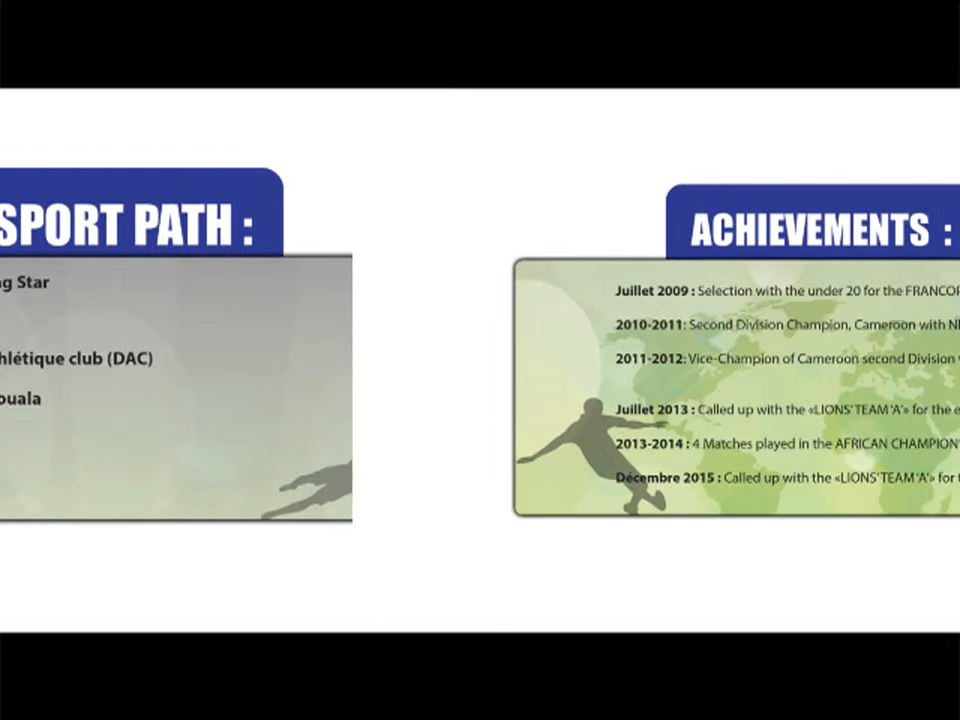 SPORT PATH :
ng Star
hlétique club (DAC)
ouala
ACHIEVEMENTS :
Juillet 2009 : Selection with the under 20 for the FRANCOP
2010-2011: Second Division Champion, Cameroon with
2011-2012: Vice-Champion of Cameroon second Division
Juillet 2013 : Called up with the «LIONS' TEAM 'A'» for the
2013-2014 : 4 Matches played in the AFRICAN CHAMPION'
Décembre 2015 : Called up with the «LIONS' TEAM 'A'» for